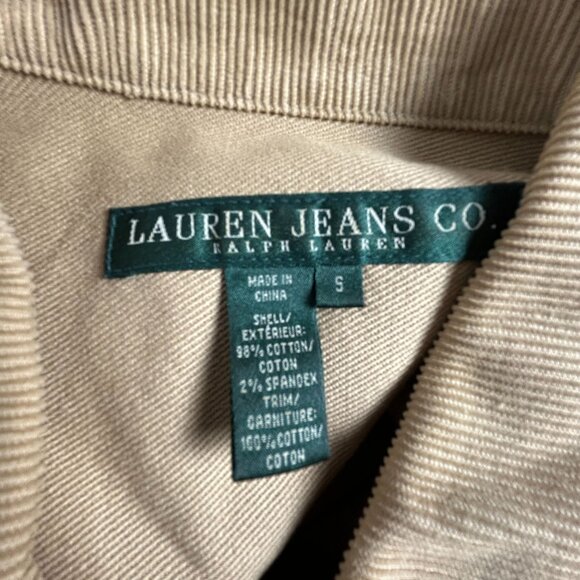 LAUREN JEANS CO.
RALPH LAUREN
MADE IN
CHINA
S
SHELL/
EXTÉRIEUR:
98% COTTON/
COTON
2% SPANDEX
TRIM/
GARNITURE:
100% COTTON/
COTON